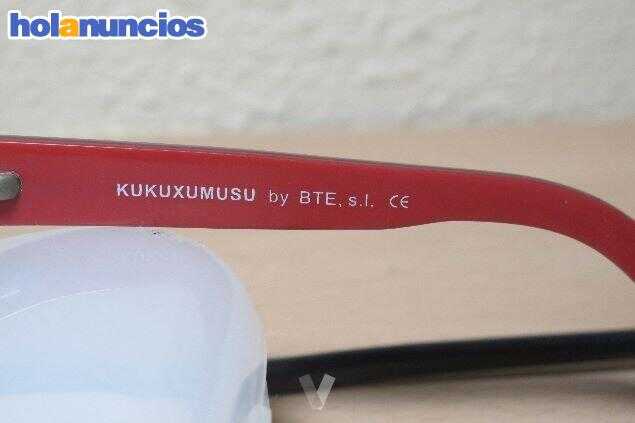 holanuncios
KUKUXUMUSU by BTE, s.l. CE
V